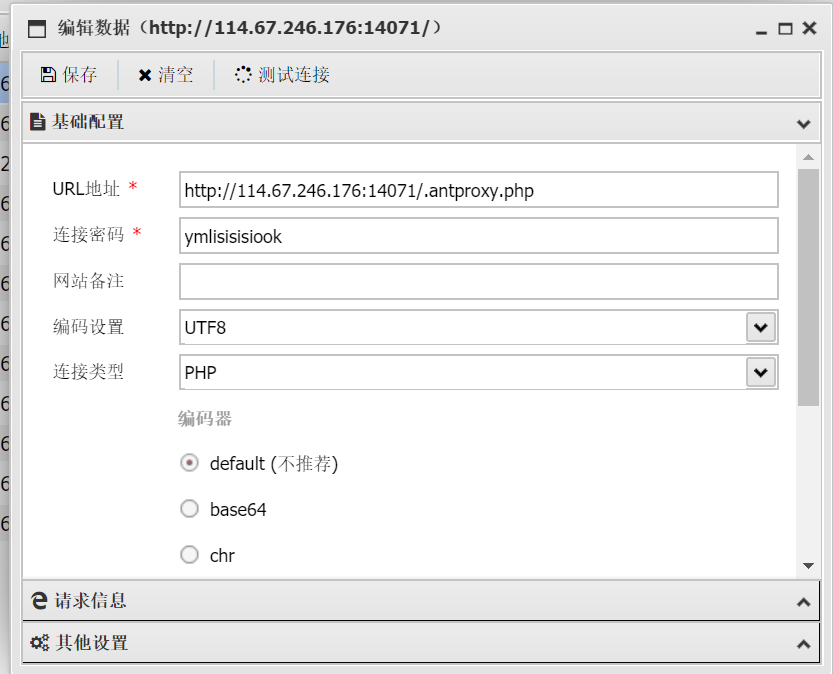 编辑数据（http://114.67.246.176:14071/）
保存 清空 测试连接
基础配置
URL地址 *
http://114.67.246.176:14071/.antproxy.php
连接密码 *
ymlisisisiook
网站备注
编码设置
UTF8
连接类型
PHP
编码器
default (不推荐)
base64
chr
请求信息
其他设置